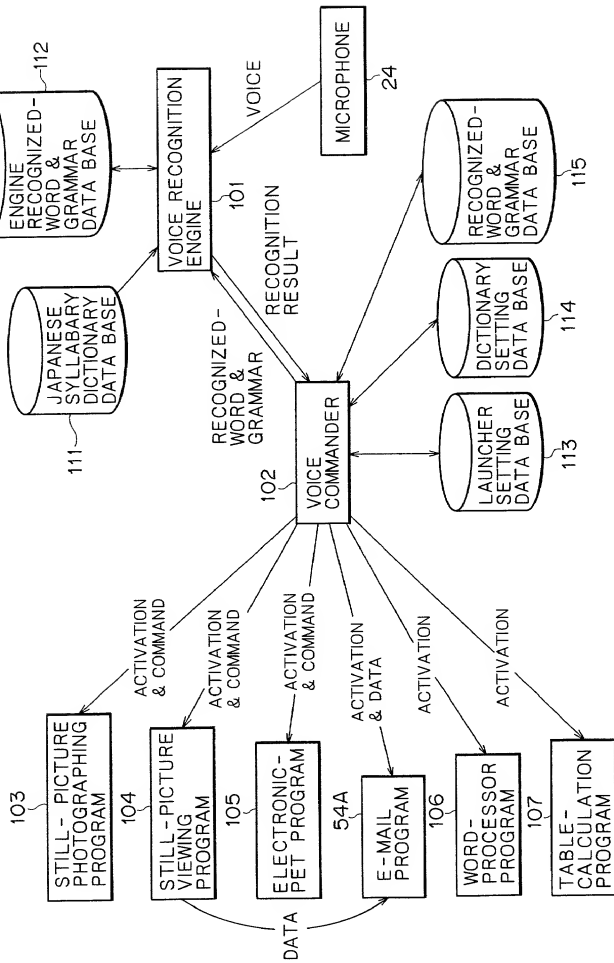 112
ENGINE
RECOGNIZED-
WORD &
GRAMMAR
DATA BASE
JAPANESE
SYLLABARY
DICTIONARY
DATA BASE
111
VOICE RECOGNITION
ENGINE
101
VOICE
MICROPHONE
24
RECOGNIZED-
WORD &
GRAMMAR
RECOGNITION
RESULT
102
VOICE
COMMANDER
LAUNCHER
SETTING
DATA BASE
113
DICTIONARY
SETTING
DATA BASE
114
RECOGNIZED-
WORD &
GRAMMAR
DATA BASE
115
ACTIVATION
& COMMAND
ACTIVATION
& COMMAND
ACTIVATION
& COMMAND
ACTIVATION
& DATA
ACTIVATION
ACTIVATION
103
STILL-PICTURE
PHOTOGRAPHING
PROGRAM
104
STILL-PICTURE
VIEWING
PROGRAM
105
ELECTRONIC-
PET PROGRAM
54A
E-MAIL
PROGRAM
106
WORD-
PROCESSOR
PROGRAM
107
TABLE-
CALCULATION
PROGRAM
DATA